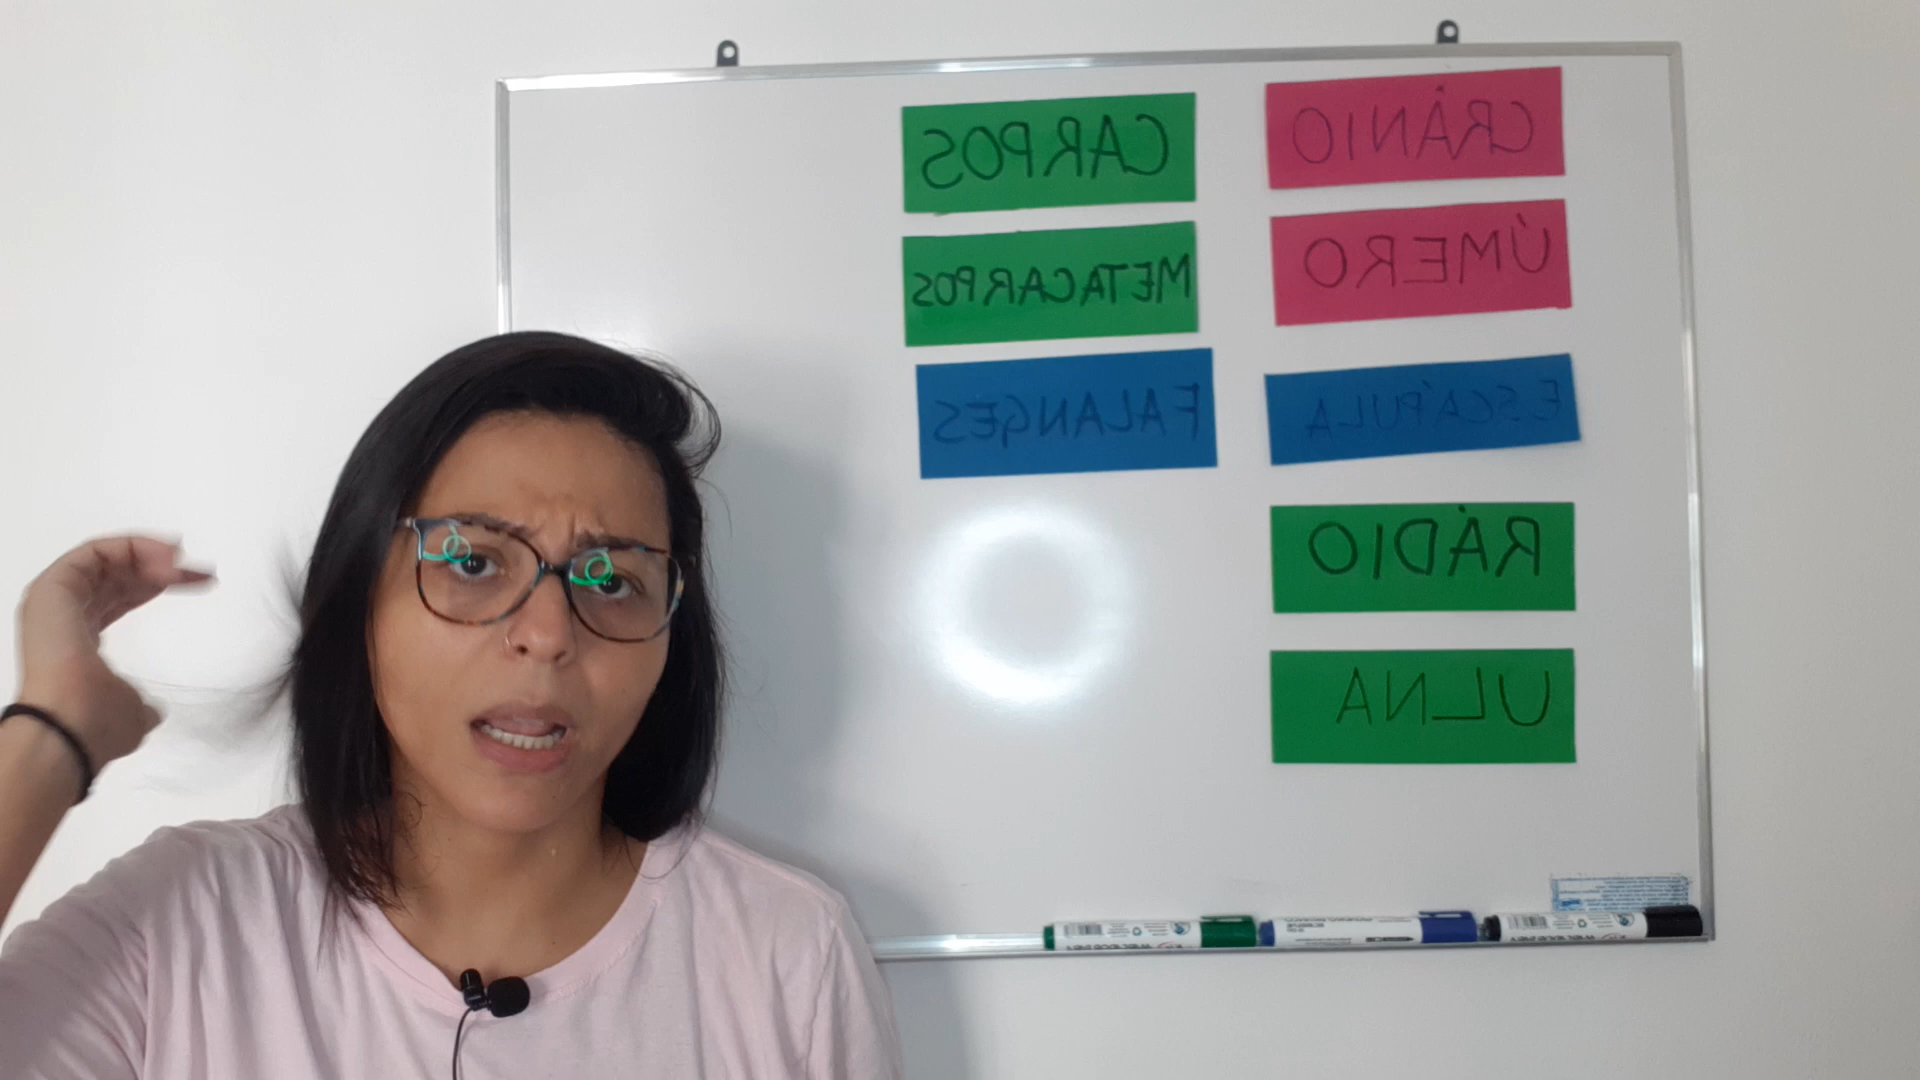 CRÂNIO
ÚMERO
ESCÁPULA
RÁDIO
ULNA
CARPOS
METACARPOS
FALANGES